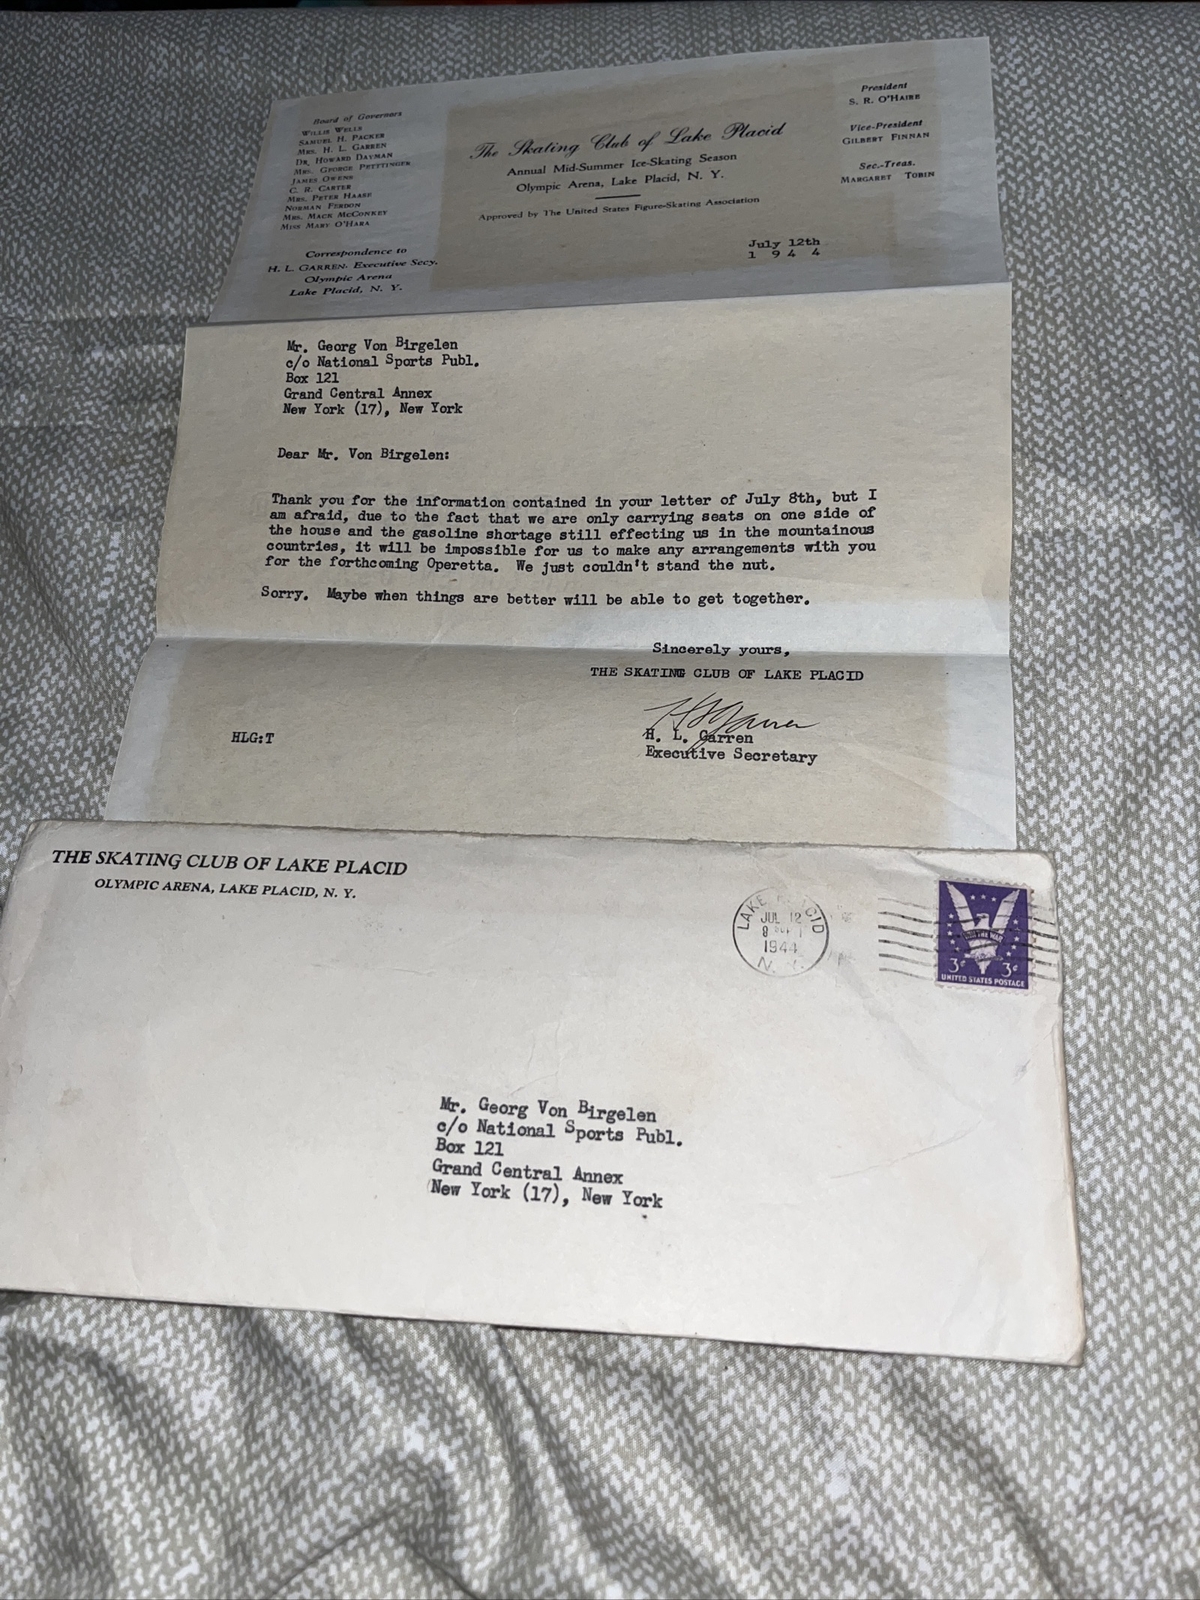 Board of Governors
WILLIS WELLS
SAMUEL H. PACKER
MRS. H. L. GARREN
DR. HOWARD DAYMAN
MRS. GEORGE PETTTINGER
JAMES OWENS
C. R. CARTER
MRS. PETER HAASE
NORMAN FERDON
MRS. MACK MCCONKEY
MISS MARY O'HARA
Correspondence to
H. L. GARREN, Executive Secy.
Olympic Arena
Lake Placid, N. Y.
The Skating Club of Lake Placid
Annual Mid-Summer Ice-Skating Season
Olympic Arena, Lake Placid, N. Y.
Approved by THE UNITED STATES FIGURE-SKATING ASSOCIATION
President
S. R. O'HAIRE
Vice-President
GILBERT FINNAN
Sec.-Treas.
MARGARET TOBIN
July 12th
1 9 4 4
Mr. Georg Von Birgelen
c/o National Sports Publ.
Box 121
Grand Central Annex
New York (17), New York
Dear Mr. Von Birgelen:
Thank you for the information contained in your letter of July 8th, but I
am afraid, due to the fact that we are only carrying seats on one side of
the house and the gasoline shortage still effecting us in the mountainous
countries, it will be impossible for us to make any arrangements with you
for the forthcoming Operetta. We just couldn't stand the nut.
Sorry. Maybe when things are better will be able to get together.
Sincerely yours,
THE SKATING CLUB OF LAKE PLACID
H L Garren
H. L. Garren
Executive Secretary
HLG:T
THE SKATING CLUB OF LAKE PLACID
OLYMPIC ARENA, LAKE PLACID, N. Y.
LAKE PLACID
JUL 12
1944
N. Y.
3¢ 3¢
UNITED STATES POSTAGE
Mr. Georg Von Birgelen
c/o National Sports Publ.
Box 121
Grand Central Annex
New York (17), New York